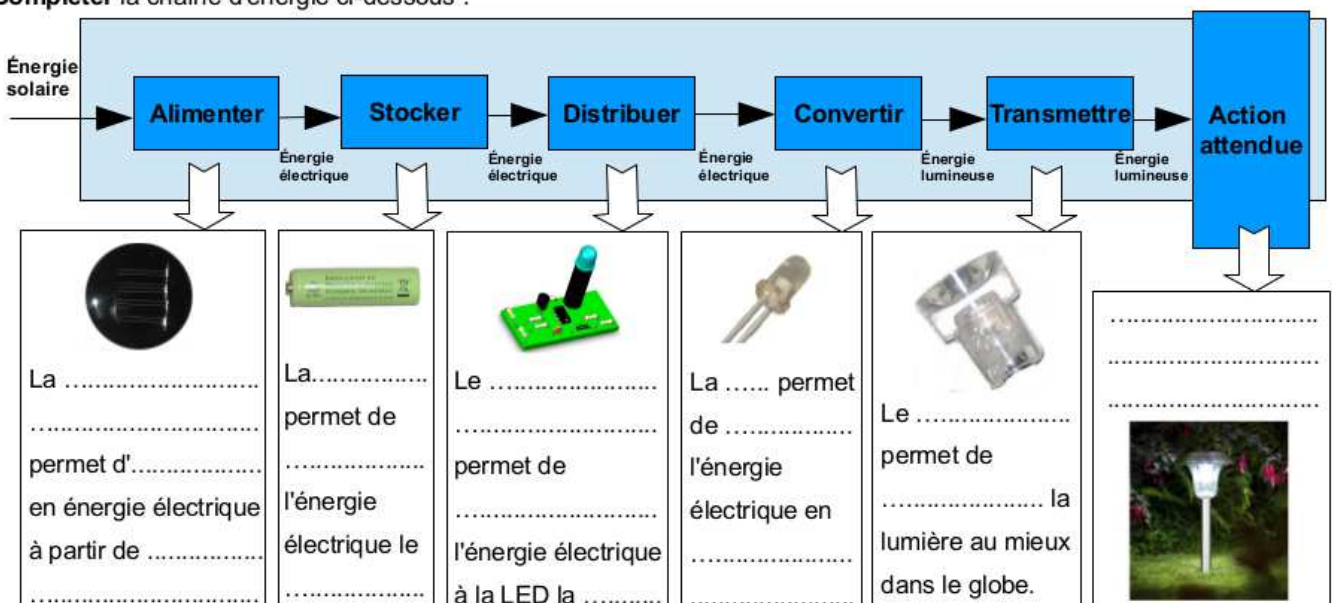 Compléter la chaîne d'énergie ci-dessous :
Énergie
solaire
Alimenter
Stocker
Distribuer
Convertir
Transmettre
Action
attendue
Énergie
électrique
Énergie
électrique
Énergie
électrique
Énergie
lumineuse
Énergie
lumineuse
La ................................
......................................
permet d'......................
en énergie électrique
à partir de ...................
......................................
La...................
permet de
.......................
l'énergie
électrique le
.......................
Le ............................
..................................
permet de
..................................
l'énergie électrique
à la LED la .............
La ...... permet
de .....................
l'énergie
électrique en
...........................
...........................
Le .........................
permet de
........................... la
lumière au mieux
dans le globe.
...................................
...................................
...................................